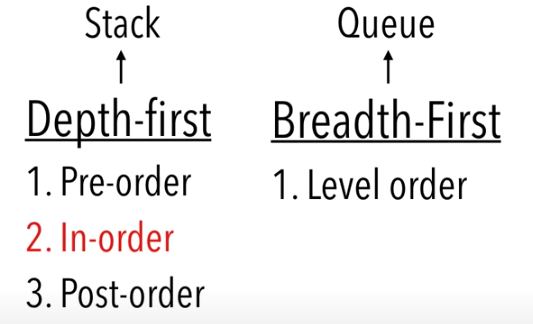 Stack
Depth-first
1. Pre-order
2. In-order
3. Post-order
Queue
Breadth-First
1. Level order